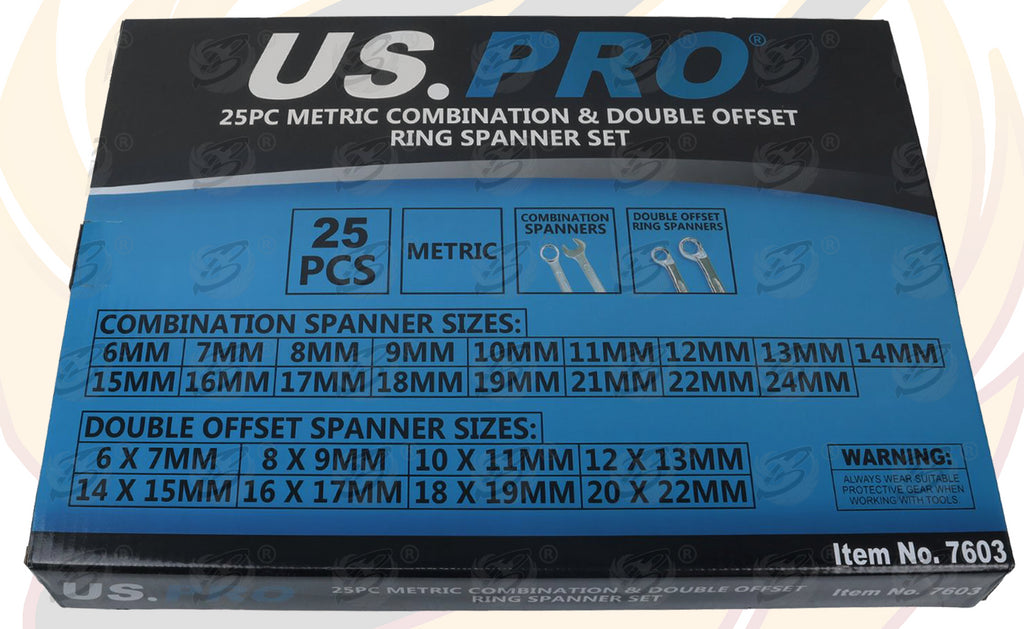 US.PRO®
25PC METRIC COMBINATION & DOUBLE OFFSET
RING SPANNER SET
25
PCS
METRIC
COMBINATION
SPANNERS
DOUBLE OFFSET
RING SPANNERS
COMBINATION SPANNER SIZES:
6MM 7MM 8MM 9MM 10MM 11MM 12MM 13MM 14MM
15MM 16MM 17MM 18MM 19MM 21MM 22MM 24MM
DOUBLE OFFSET SPANNER SIZES:
6 X 7MM 8 X 9MM 10 X 11MM 12 X 13MM
14 X 15MM 16 X 17MM 18 X 19MM 20 X 22MM
WARNING:
ALWAYS WEAR SUITABLE
PROTECTIVE GEAR WHEN
WORKING WITH TOOLS.
Item No. 7603
US.PRO
25PC METRIC COMBINATION & DOUBLE OFFSET
RING SPANNER SET
Item No. 7603